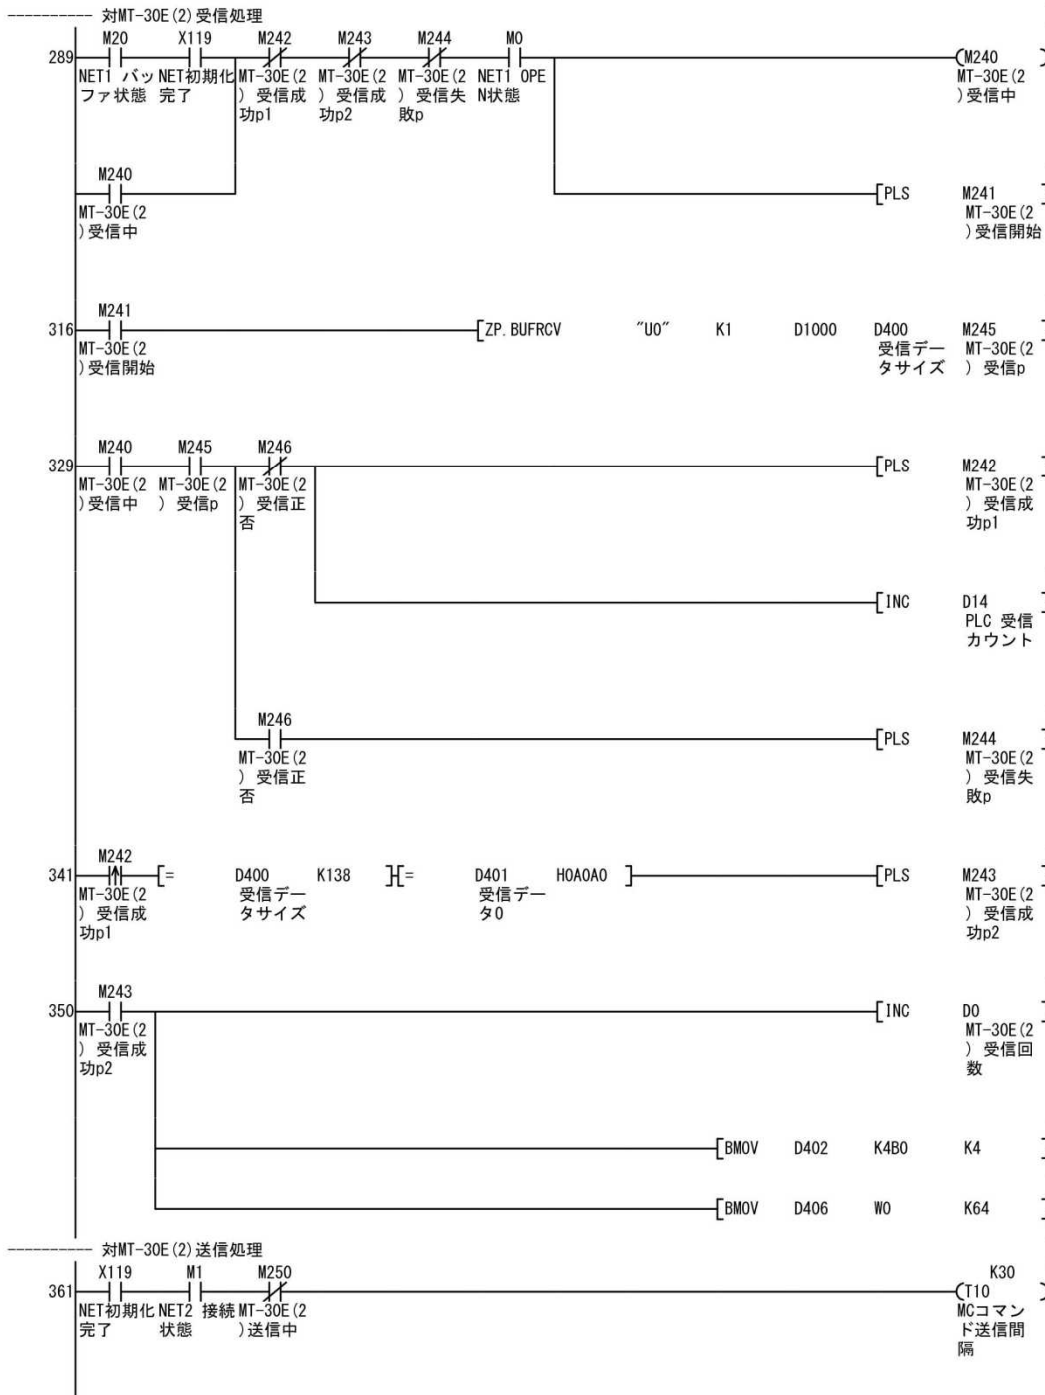 ---------- 対MT-30E(2)受信処理
M20 X119 M242 M243 M244 M0
289 (M240 )
NET1 バッ NET初期化 MT-30E(2 MT-30E(2 MT-30E(2 NET1 OPE MT-30E(2
ファ状態 完了 ) 受信成 ) 受信成 ) 受信失 N状態 )受信中
功p1 功p2 敗p
M240
[PLS M241 ]
MT-30E(2 MT-30E(2
)受信中 )受信開始
M241
316 [ZP.BUFRCV "U0" K1 D1000 D400 M245 ]
MT-30E(2 受信デー MT-30E(2
)受信開始 タサイズ ) 受信p
M240 M245 M246
329 [PLS M242 ]
MT-30E(2 MT-30E(2 MT-30E(2 MT-30E(2
)受信中 ) 受信p ) 受信正 ) 受信成
否 功p1
[INC D14 ]
PLC 受信
カウント
M246
[PLS M244 ]
MT-30E(2 MT-30E(2
) 受信正 ) 受信失
否 敗p
M242
341 [= D400 K138 ] [= D401 H0A0A0 ] [PLS M243 ]
MT-30E(2 受信デー 受信デー MT-30E(2
) 受信成 タサイズ タ0 ) 受信成
功p1 功p2
M243
350 [INC D0 ]
MT-30E(2 MT-30E(2
) 受信成 ) 受信回
功p2 数
[BMOV D402 K4B0 K4 ]
[BMOV D406 W0 K64 ]
---------- 対MT-30E(2)送信処理
X119 M1 M250 K30
361 (T10 )
NET初期化 NET2 接続 MT-30E(2 MCコマン
完了 状態 )送信中 ド送信間
隔